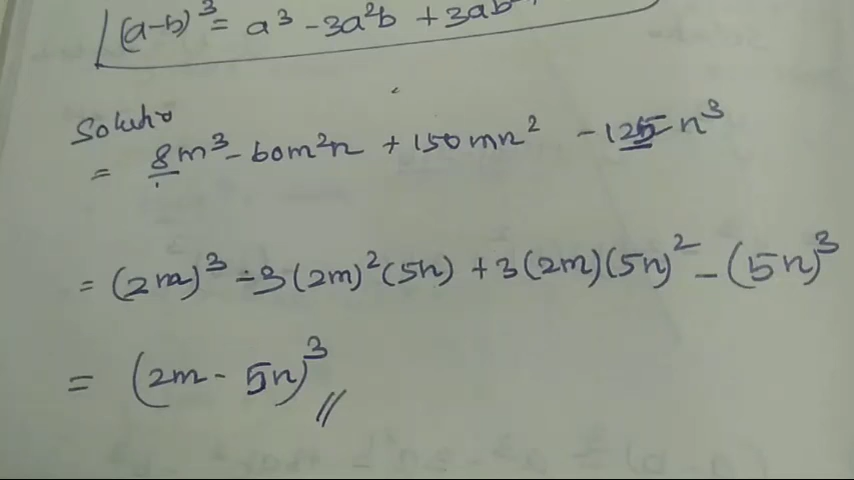 (a-b)³ = a³ - 3a²b + 3ab
Soluho
= 8m³ - 60m²n + 150mn² - 125n³
= (2m)³ - 3(2m)²(5n) + 3(2m)(5n)² - (5n)³
= (2m - 5n)³ //